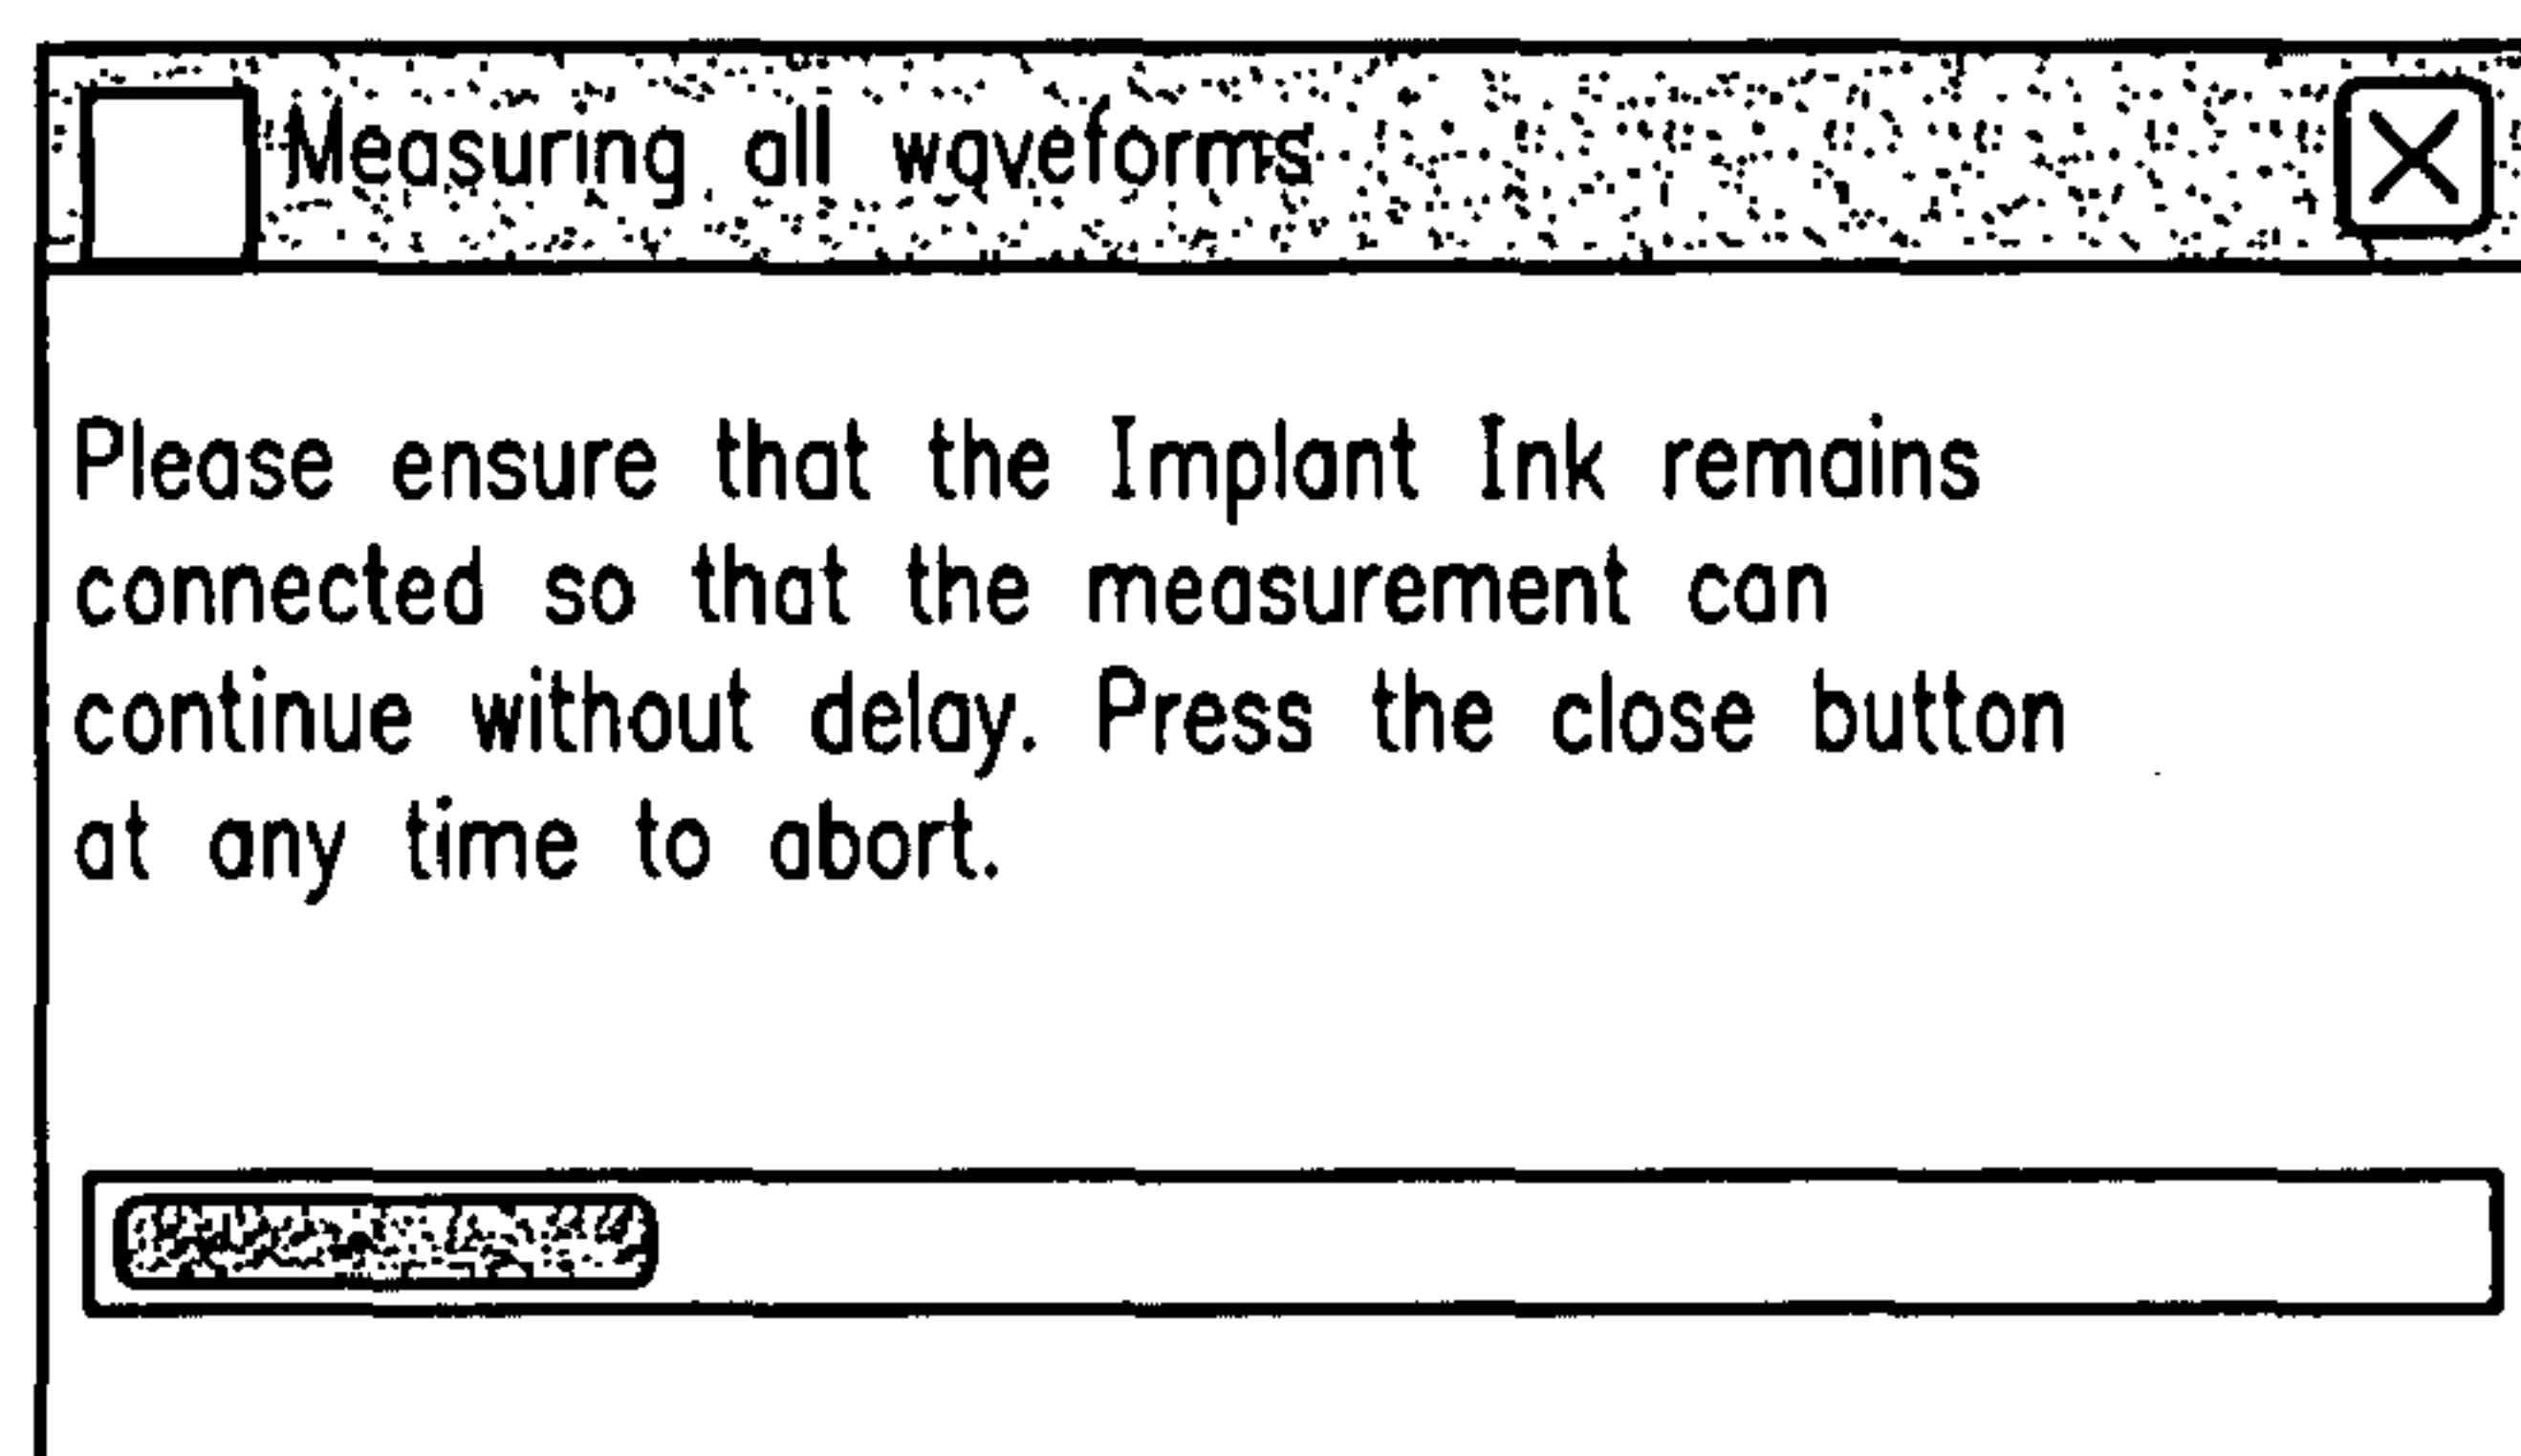 Measuring all waveforms
Please ensure that the Implant Ink remains
connected so that the measurement can
continue without delay. Press the close button
at any time to abort.